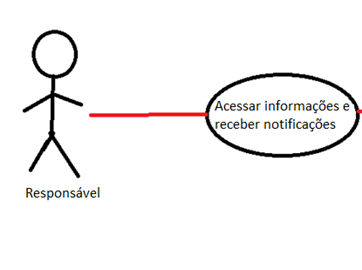 Acessar informações e
receber notificações
Responsável